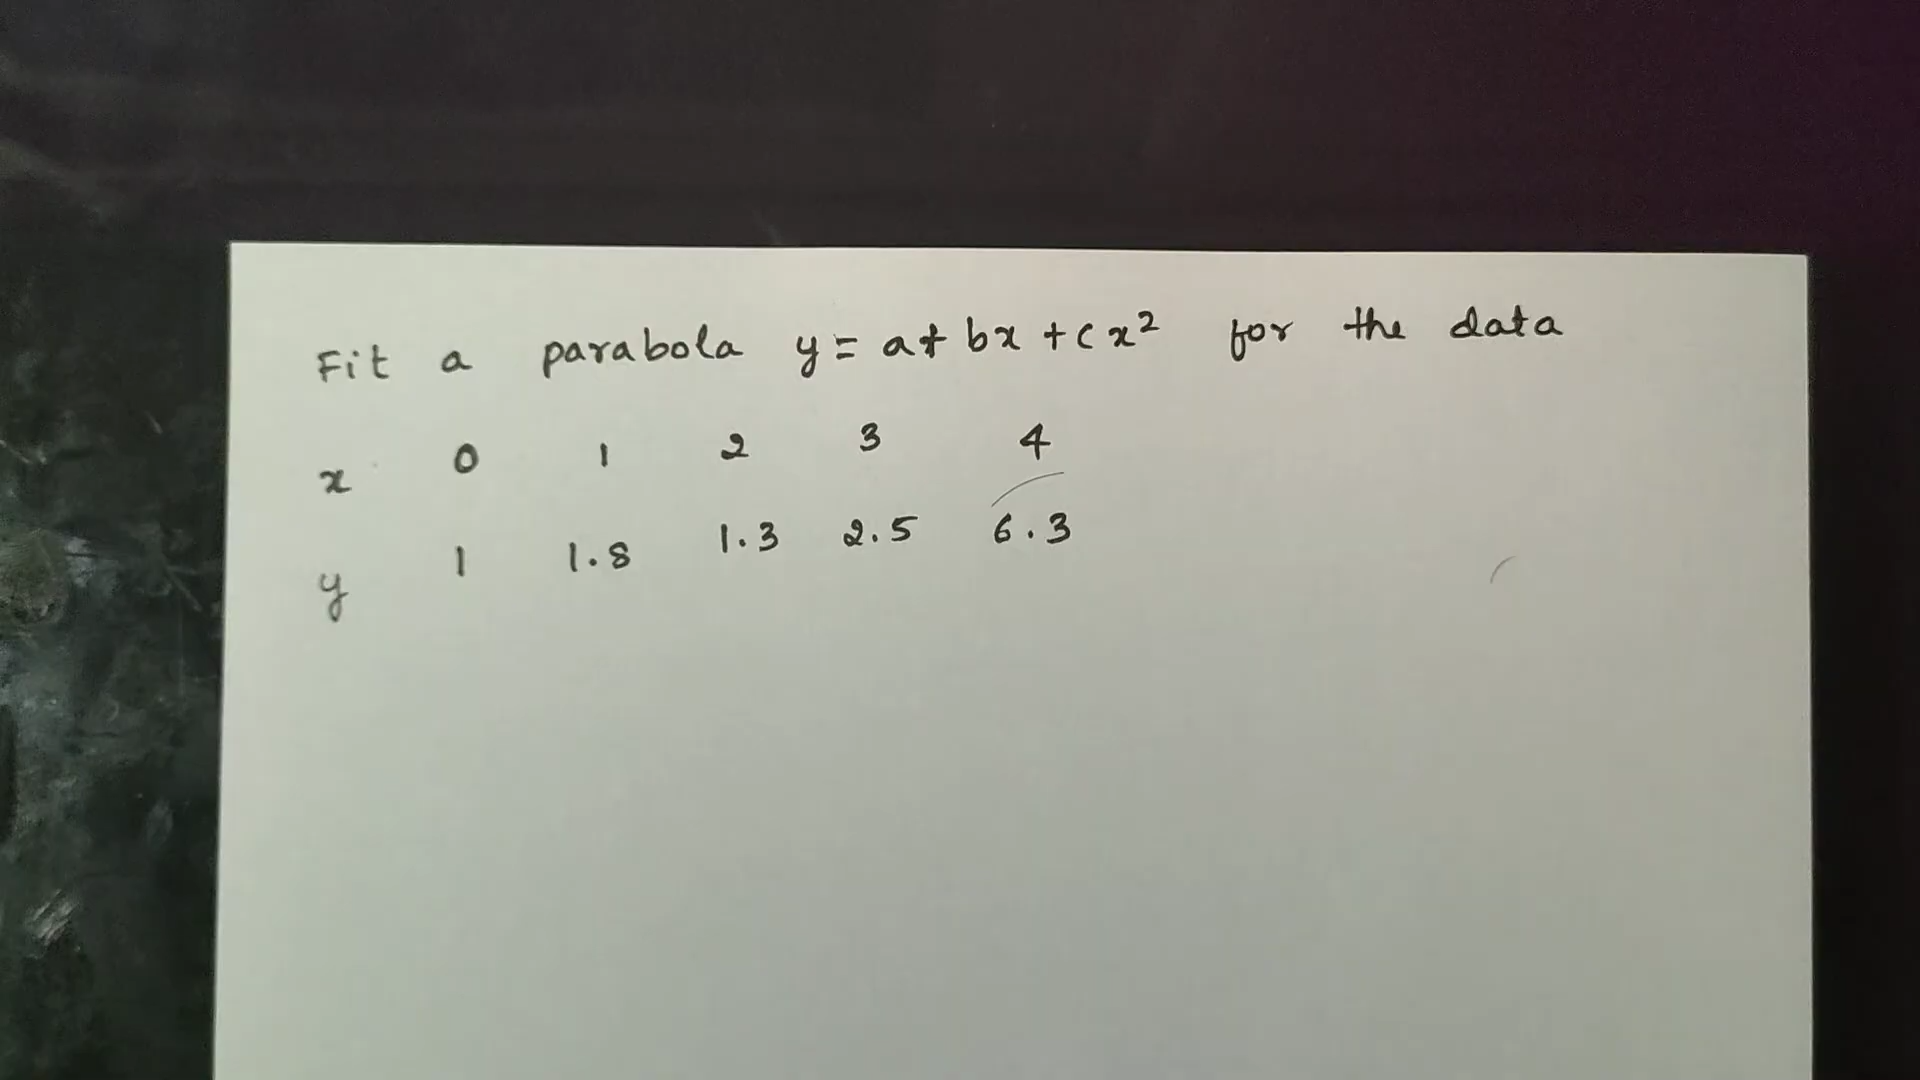 Fit a parabola y = a + bx + cx² for the data
x 0 1 2 3 4
y 1 1.8 1.3 2.5 6.3